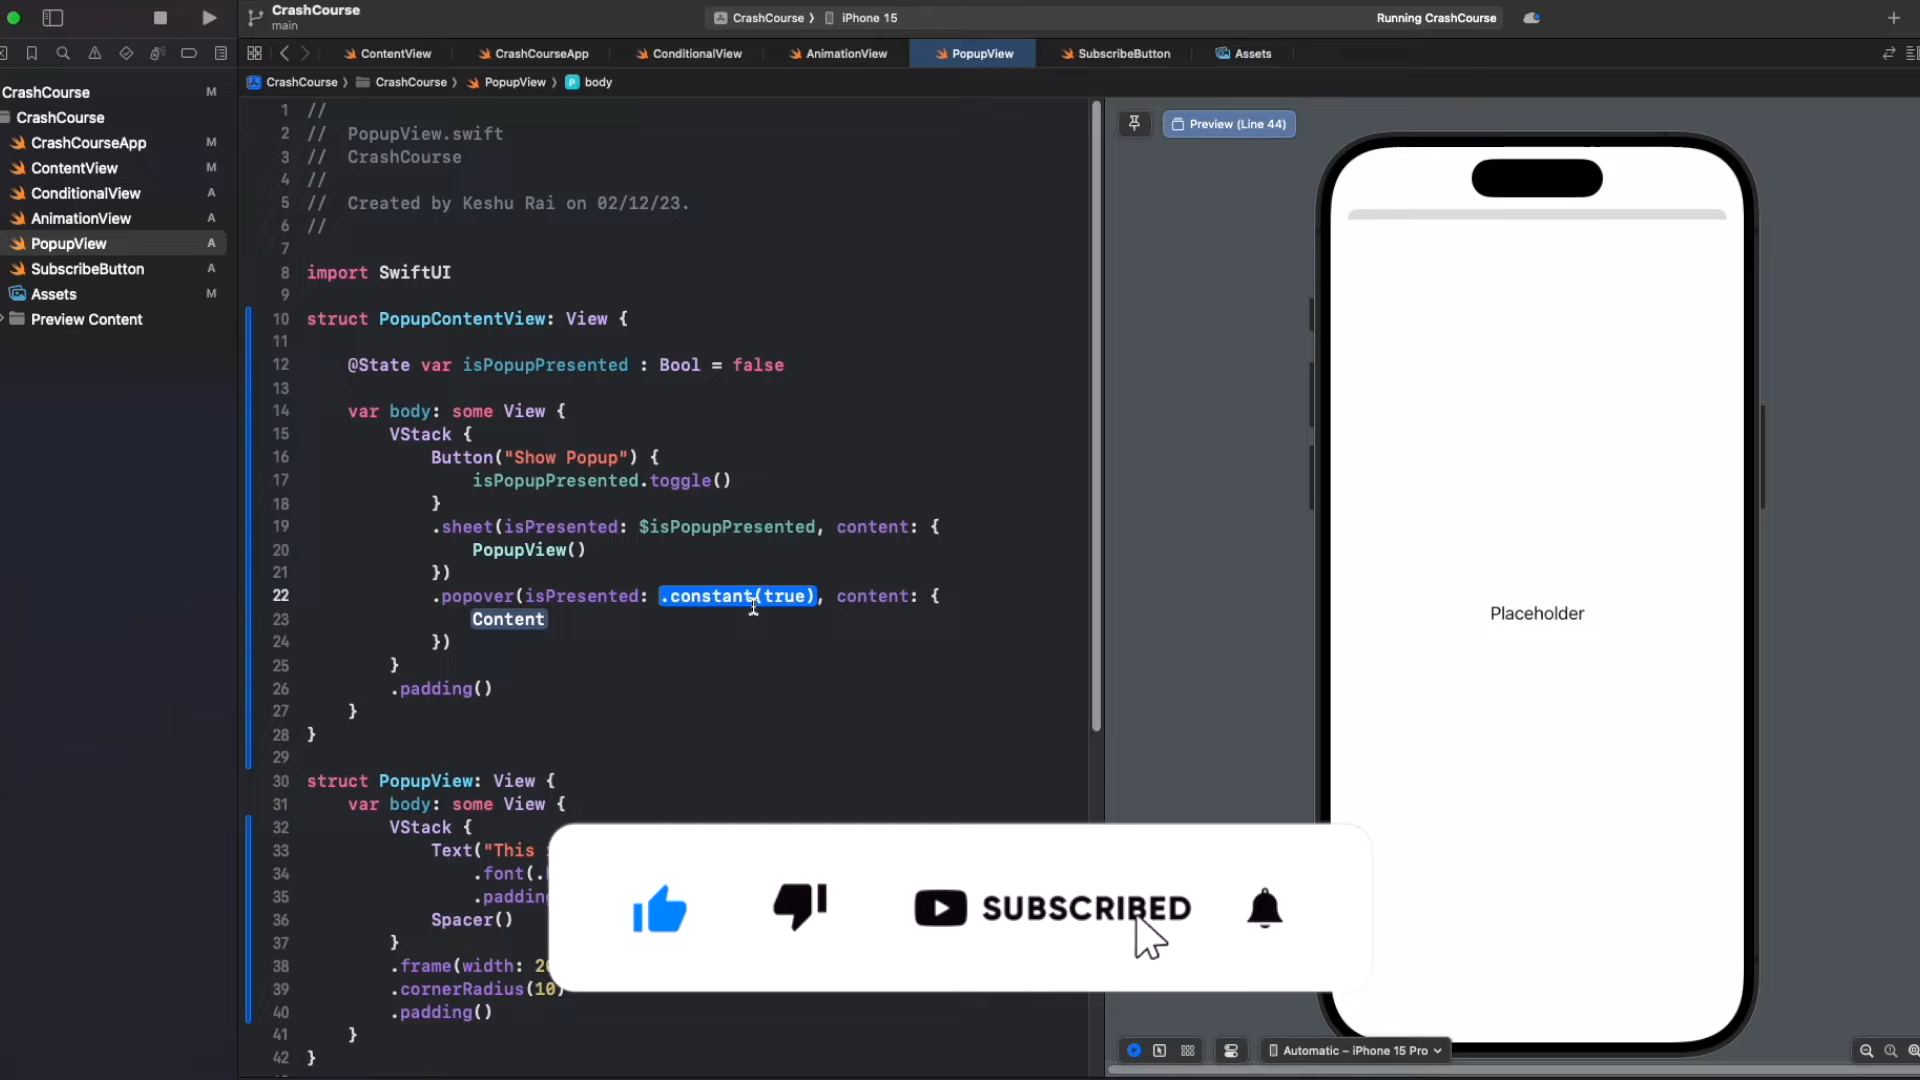 CrashCourse
main
CrashCourse 〉 iPhone 15
Running CrashCourse
ContentView
CrashCourseApp
ConditionalView
AnimationView
PopupView
SubscribeButton
Assets
CrashCourse 〉 CrashCourse 〉 PopupView 〉 P body
CrashCourse M
CrashCourse
CrashCourseApp M
ContentView M
ConditionalView A
AnimationView A
PopupView A
SubscribeButton A
Assets M
Preview Content
1 //
2 //  PopupView.swift
3 //  CrashCourse
4 //
5 //  Created by Keshu Rai on 02/12/23.
6 //
7
8 import SwiftUI
9
10 struct PopupContentView: View {
11
12     @State var isPopupPresented : Bool = false
13
14     var body: some View {
15         VStack {
16             Button("Show Popup") {
17                 isPopupPresented.toggle()
18             }
19             .sheet(isPresented: $isPopupPresented, content: {
20                 PopupView()
21             })
22             .popover(isPresented: .constant(true), content: {
23                 Content
24             })
25         }
26         .padding()
27     }
28 }
29
30 struct PopupView: View {
31     var body: some View {
32         VStack {
33             Text("This
34                 .font(.
35                 .padding
36             Spacer()
37         }
38         .frame(width: 20
39         .cornerRadius(10)
40         .padding()
41     }
42 }
Preview (Line 44)
Placeholder
SUBSCRIBED
Automatic – iPhone 15 Pro